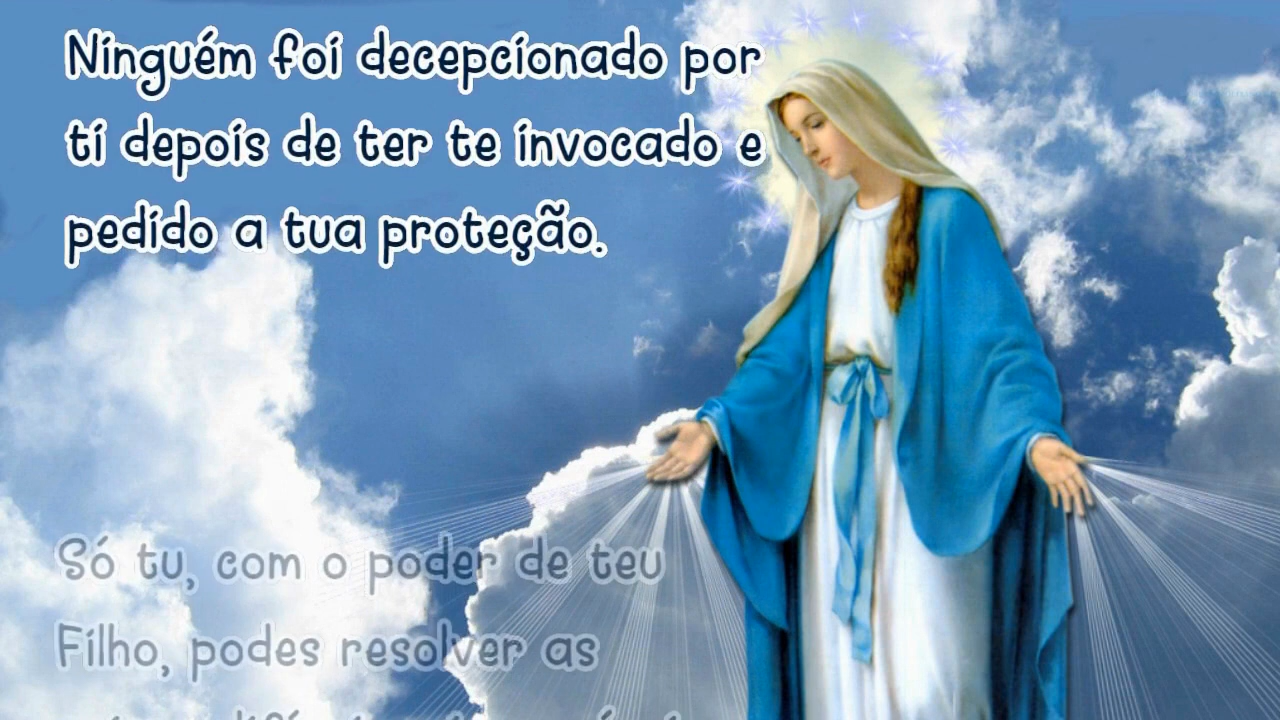 Ninguém foi decepcionado por
ti depois de ter te invocado e
pedido a tua proteção.
Só tu, com o poder de teu
Filho, podes resolver as